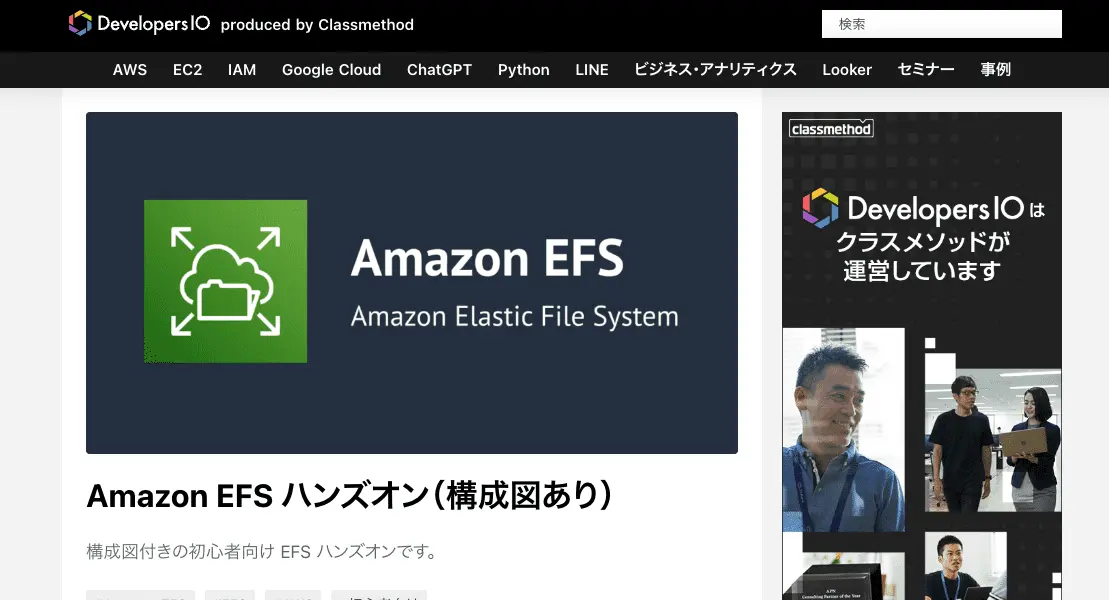 DevelopersIO produced by Classmethod
検索
AWS EC2 IAM Google Cloud ChatGPT Python LINE ビジネス・アナリティクス Looker セミナー 事例
Amazon EFS
Amazon Elastic File System
Amazon EFS ハンズオン（構成図あり）
構成図付きの初心者向け EFS ハンズオンです。
classmethod
DevelopersIO は
クラスメソッドが
運営しています